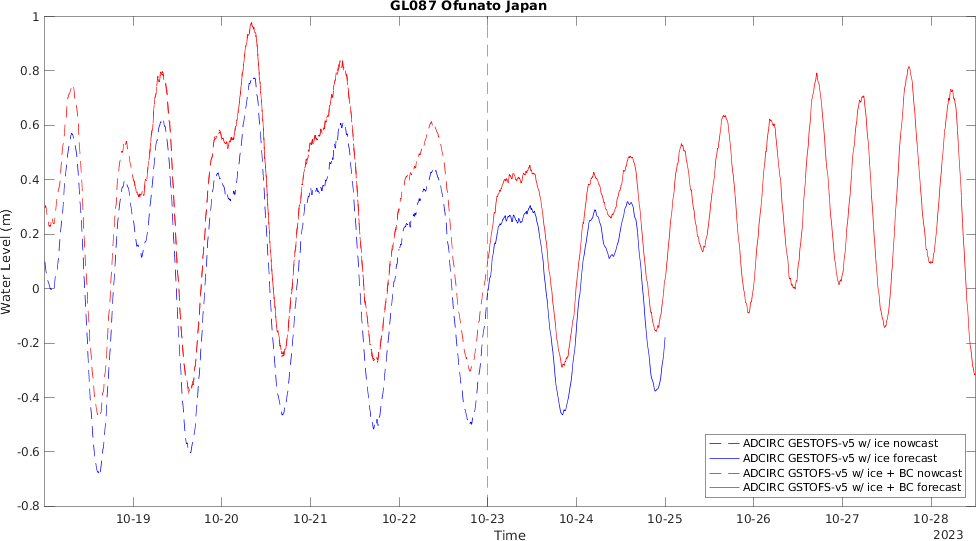 GL087 Ofunato Japan
1
0.8
0.6
0.4
0.2
0
-0.2
-0.4
-0.6
-0.8
Water Level (m)
ADCIRC GESTOFS-v5 w/ ice nowcast
ADCIRC GESTOFS-v5 w/ ice forecast
ADCIRC GSTOFS-v5 w/ ice + BC nowcast
ADCIRC GSTOFS-v5 w/ ice + BC forecast
10-19 10-20 10-21 10-22 10-23 10-24 10-25 10-26 10-27 10-28
Time
2023